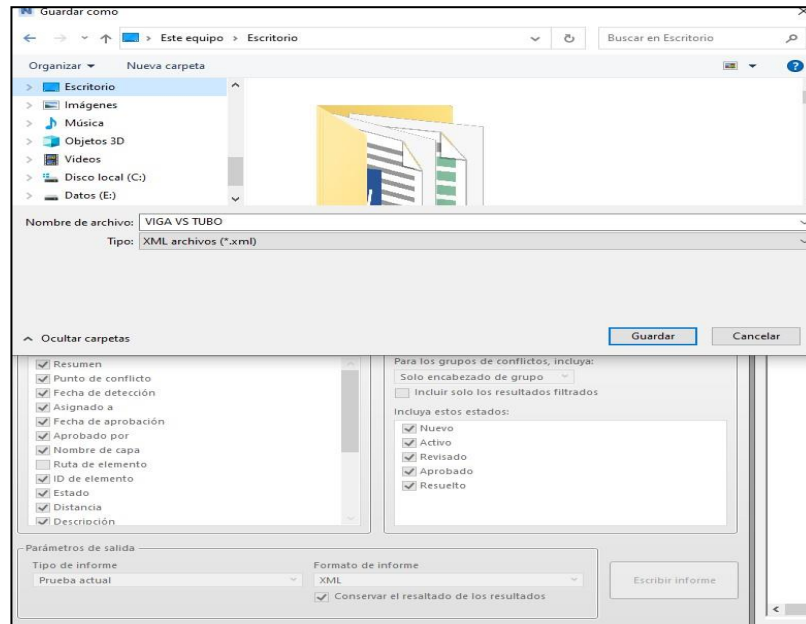 Guardar como
Este equipo > Escritorio
Buscar en Escritorio
Organizar
Nueva carpeta
Escritorio
Imágenes
Música
Objetos 3D
Videos
Disco local (C:)
Datos (E:)
Nombre de archivo: VIGA VS TUBO
Tipo: XML archivos (*.xml)
Ocultar carpetas
Guardar
Cancelar
Resumen
Punto de conflicto
Fecha de detección
Asignado a
Fecha de aprobación
Aprobado por
Nombre de capa
Ruta de elemento
ID de elemento
Estado
Distancia
Descripción
Para los grupos de conflictos, incluya:
Solo encabezado de grupo
Incluir solo los resultados filtrados
Incluya estos estados:
Nuevo
Activo
Revisado
Aprobado
Resuelto
Parámetros de salida
Tipo de informe
Prueba actual
Formato de informe
XML
Conservar el resaltado de los resultados
Escribir informe